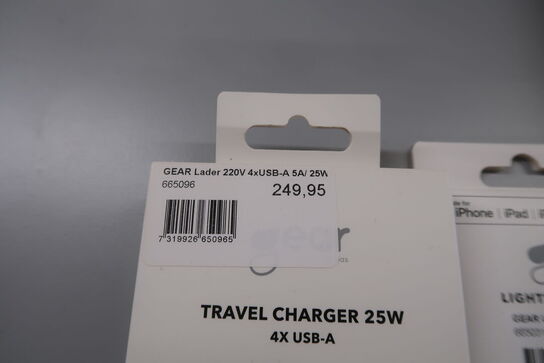 GEAR Lader 220V 4xUSB-A 5A/ 25W
665096
249,95
7 319926 650965
gear
TRAVEL CHARGER 25W
4X USB-A
iPhone | iPad
LIGHT
GEAR